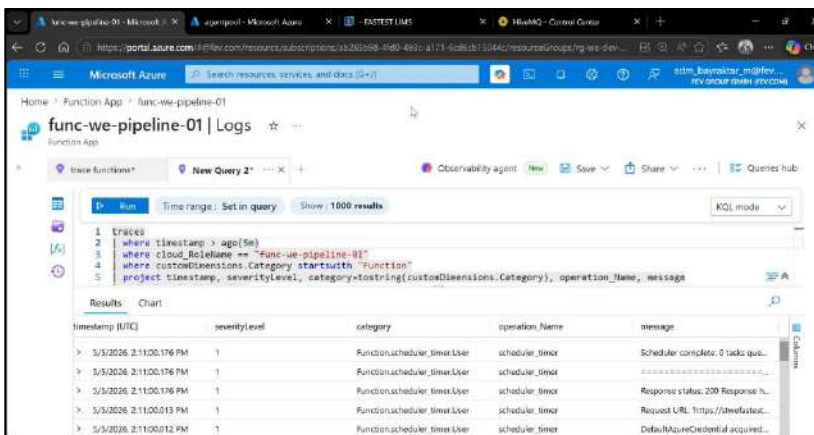 func-we-pipeline-01 - Microsoft A
agentpool - Microsoft Azure
- FASTEST LIMS
HiveMQ - Control Center
Microsoft Azure
Search resources, services, and docs (G+/)
FEV GROUP GMBH (FEV.COM)
Home > Function App > func-we-pipeline-01
func-we-pipeline-01 | Logs
Function App
trace functions*
New Query 2*
Observability agent
New
Save
Share
Queries hub
Run
Time range : Set in query
Show : 1000 results
KQL mode
1 traces
2 | where timestamp > ago(5m)
3 | where cloud_RoleName == "func-we-pipeline-01"
4 | where customDimensions.Category startswith "Function"
5 | project timestamp, severityLevel, category=tostring(customDimensions.Category), operation_Name, message
Results Chart
timestamp [UTC] severityLevel category operation_Name message
Columns
> 5/5/2026, 2:11:00.176 PM 1 Function.scheduler_timer.User scheduler_timer Scheduler complete: 0 tasks que...
> 5/5/2026, 2:11:00.176 PM 1 Function.scheduler_timer.User scheduler_timer
> 5/5/2026, 2:11:00.176 PM 1 Function.scheduler_timer.User scheduler_timer Response status: 200 Response h...
> 5/5/2026, 2:11:00.013 PM 1 Function.scheduler_timer.User scheduler_timer Request URL: 'https://stwefastest...
> 5/5/2026, 2:11:00.012 PM 1 Function.scheduler_timer.User scheduler_timer DefaultAzureCredential acquired...